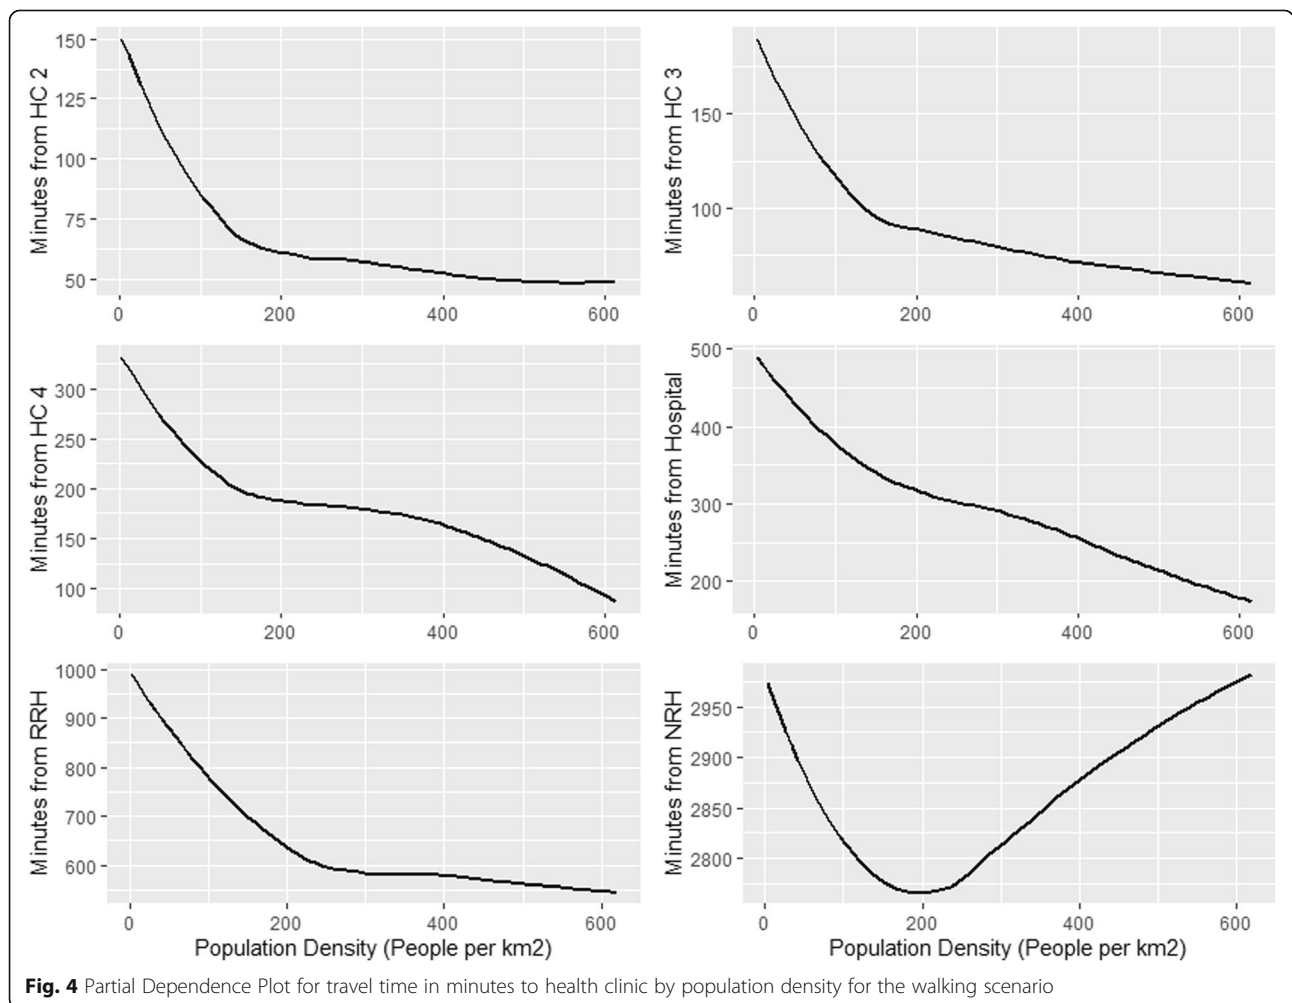 Minutes from HC 2
150
125
100
75
50
0 200 400 600
Minutes from HC 3
150
100
0 200 400 600
Minutes from HC 4
300
250
200
150
100
0 200 400 600
Minutes from Hospital
500
400
300
200
0 200 400 600
Minutes from RRH
1000
900
800
700
600
0 200 400 600
Population Density (People per km2)
Minutes from NRH
2950
2900
2850
2800
0 200 400 600
Population Density (People per km2)
Fig. 4 Partial Dependence Plot for travel time in minutes to health clinic by population density for the walking scenario